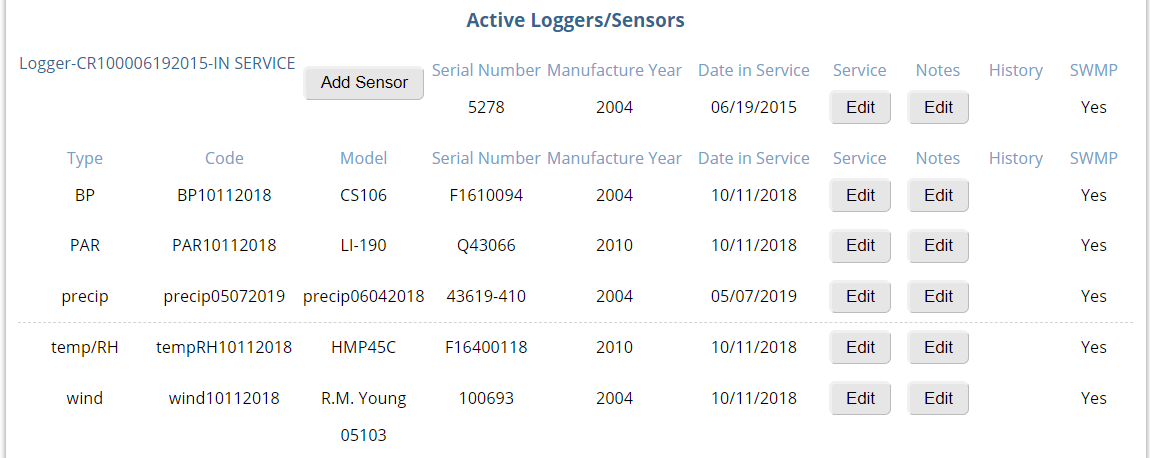 Active Loggers/Sensors
Logger-CR100006192015-IN SERVICE Add Sensor Serial Number Manufacture Year Date in Service Service Notes History SWMP
5278 2004 06/19/2015 Edit Edit Yes
Type Code Model Serial Number Manufacture Year Date in Service Service Notes History SWMP
BP BP10112018 CS106 F1610094 2004 10/11/2018 Edit Edit Yes
PAR PAR10112018 LI-190 Q43066 2010 10/11/2018 Edit Edit Yes
precip precip05072019 precip06042018 43619-410 2004 05/07/2019 Edit Edit Yes
temp/RH tempRH10112018 HMP45C F16400118 2010 10/11/2018 Edit Edit Yes
wind wind10112018 R.M. Young 100693 2004 10/11/2018 Edit Edit Yes
05103